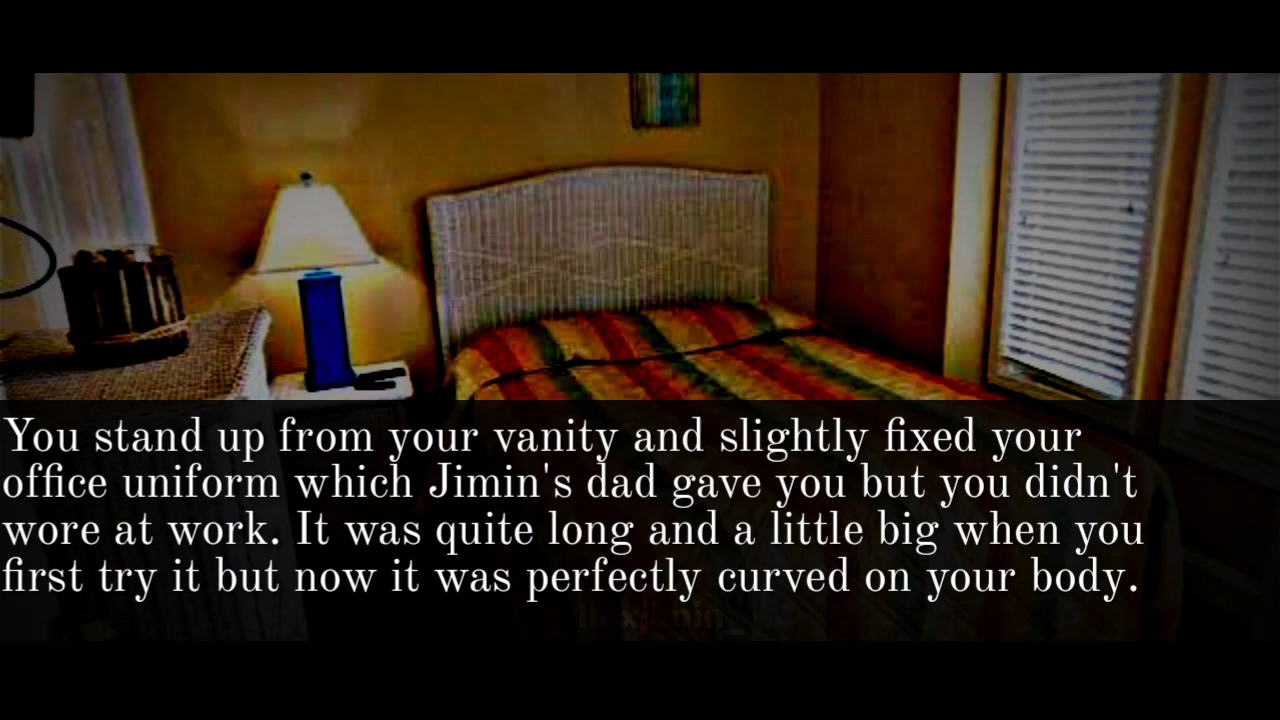 You stand up from your vanity and slightly fixed your
office uniform which Jimin's dad gave you but you didn't
wore at work. It was quite long and a little big when you
first try it but now it was perfectly curved on your body.